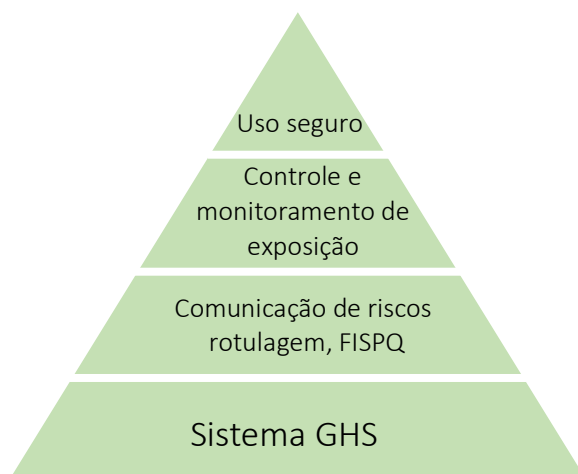 Uso seguro
Controle e
monitoramento de
exposição
Comunicação de riscos
rotulagem, FISPQ
Sistema GHS